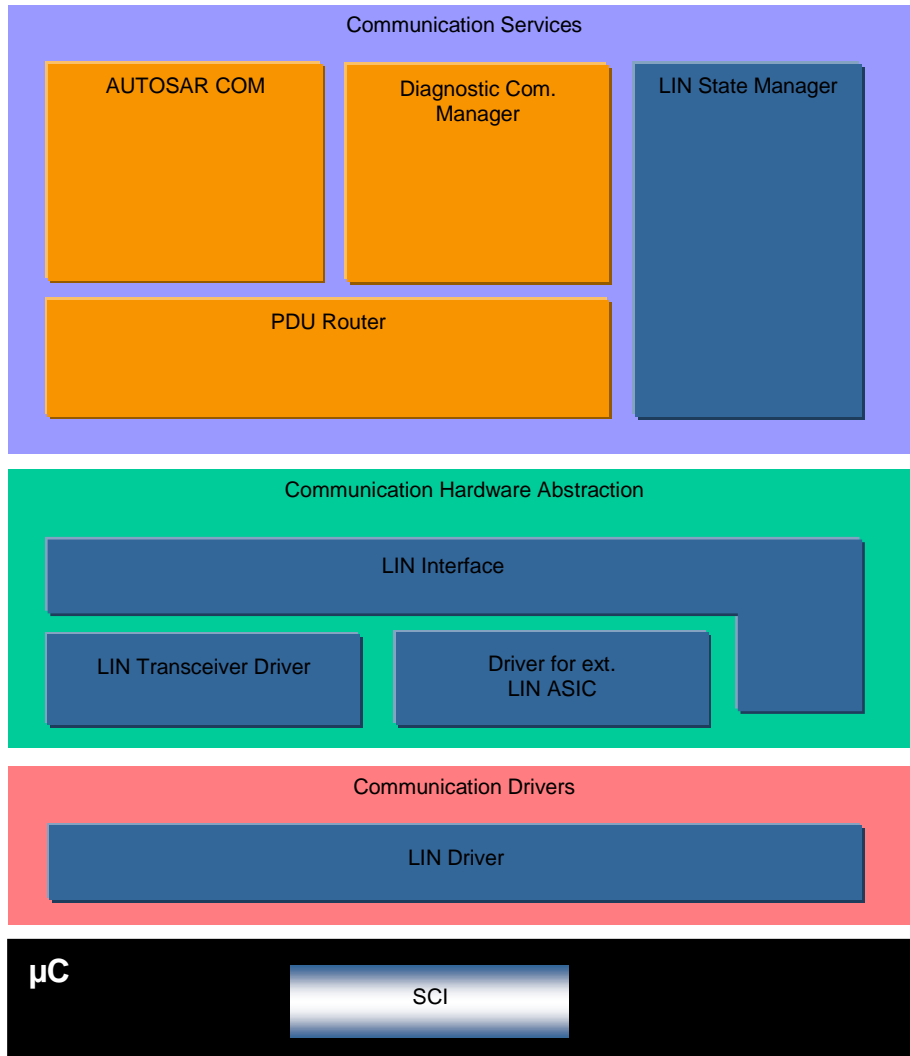 Communication Services
AUTOSAR COM
Diagnostic Com.
Manager
LIN State Manager
PDU Router
Communication Hardware Abstraction
LIN Interface
LIN Transceiver Driver
Driver for ext.
LIN ASIC
Communication Drivers
LIN Driver
µC
SCI